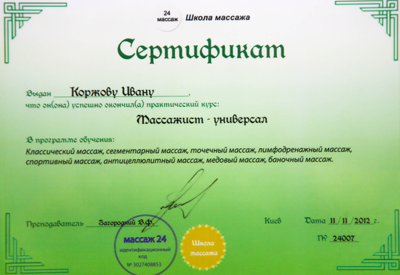 24
массаж Школа массажа
Сертификат
Выдан Коржову Ивану
что он(она) успешно окончил(а) практический курс:
Массажист - универсал
В программе обучения:
Классический массаж, сегментарный массаж, точечный массаж, лимфодренажный массаж,
спортивный массаж, антицеллюлитный массаж, медовый массаж, баночный массаж.
Преподаватель Загородний В.Ф. Киев Дата 11/11/2012 г.
№ 24007
массаж 24
идентификационный
код
№ 3027408051
Школа
массажа